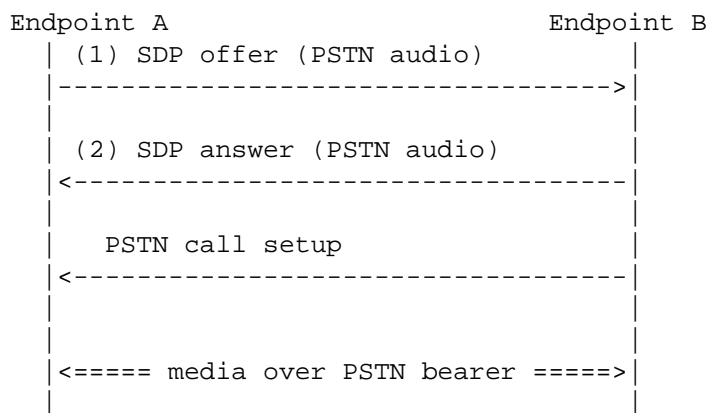 Endpoint A Endpoint B
(1) SDP offer (PSTN audio)
(2) SDP answer (PSTN audio)
PSTN call setup
<===== media over PSTN bearer =====>